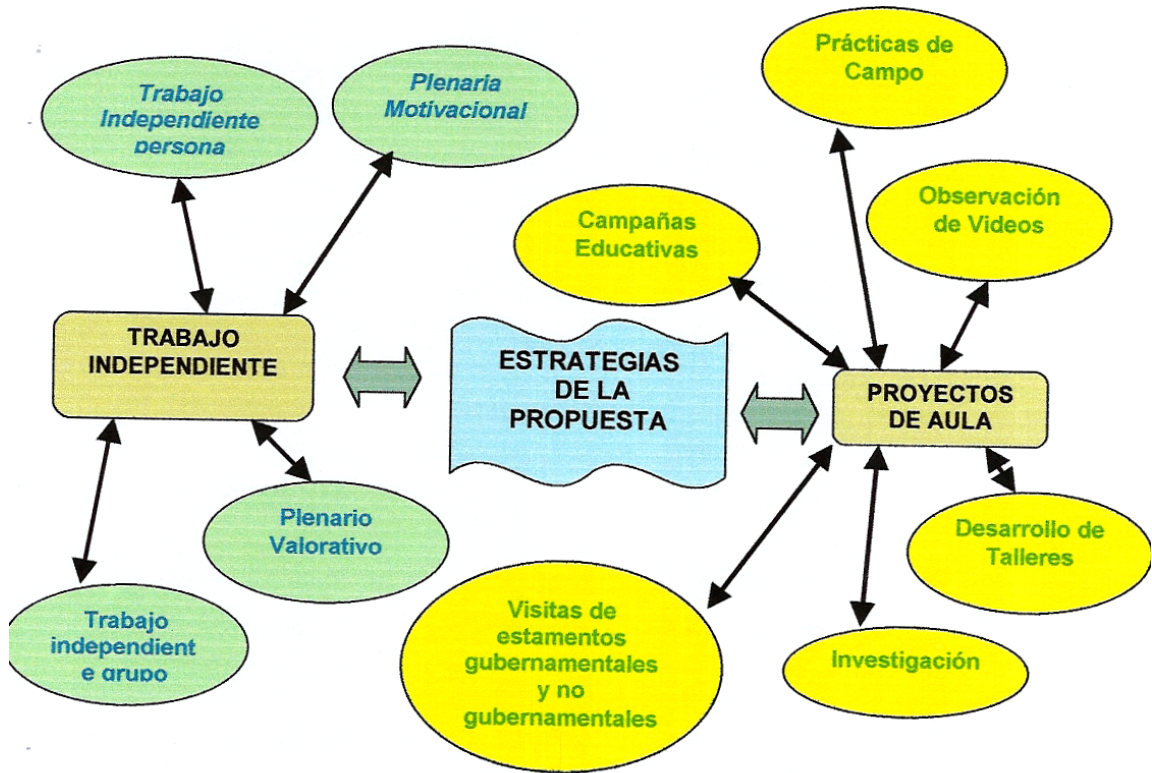 Prácticas de
Campo
Trabajo
Independiente
persona
Plenaria
Motivacional
Observación
de Videos
Campañas
Educativas
TRABAJO
INDEPENDIENTE
ESTRATEGIAS
DE LA
PROPUESTA
PROYECTOS
DE AULA
Plenario
Valorativo
Desarrollo de
Talleres
Trabajo
independient
e grupo
Visitas de
estamentos
gubernamentales
y no
gubernamentales
Investigación